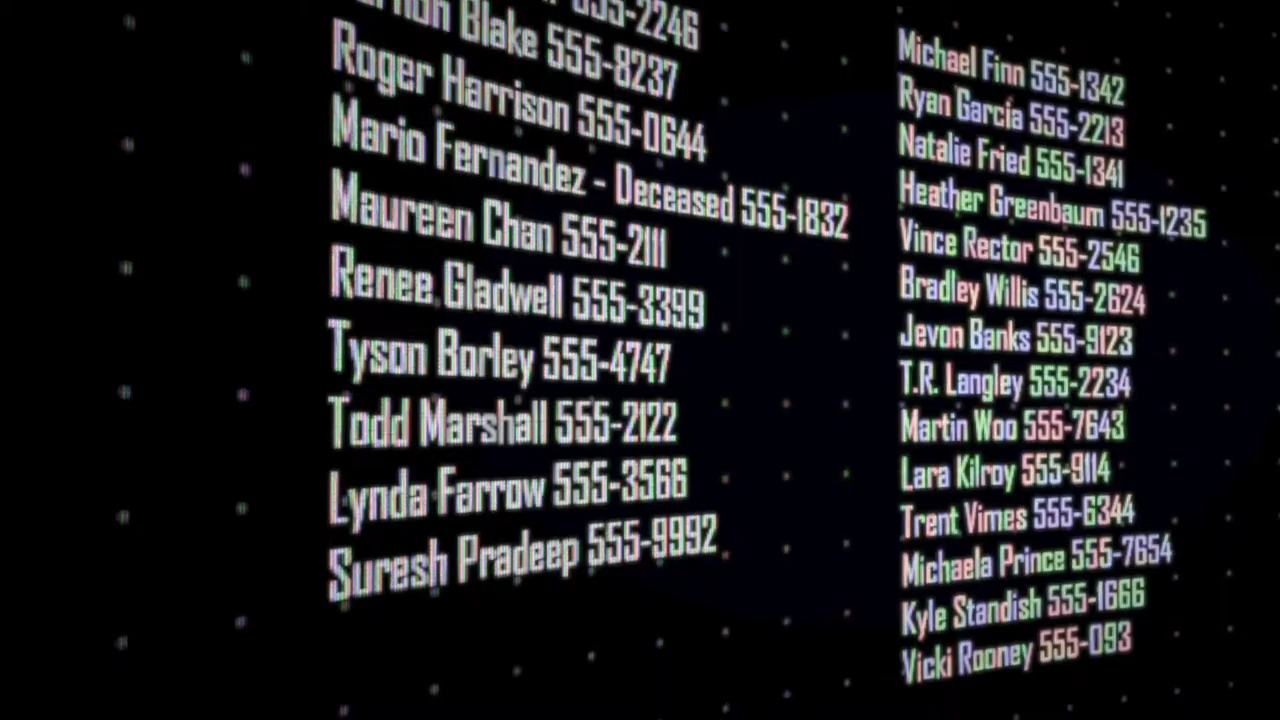 555-2246
Blake 555-8237
Roger Harrison 555-0644
Mario Fernandez - Deceased 555-1832
Maureen Chan 555-2111
Renee Gladwell 555-3399
Tyson Borley 555-4747
Todd Marshall 555-2122
Lynda Farrow 555-3566
Suresh Pradeep 555-9992
Michael Finn 555-1342
Ryan Garcia 555-2213
Natalie Fried 555-1341
Heather Greenbaum 555-1235
Vince Rector 555-2546
Bradley Willis 555-2624
Jevon Banks 555-9123
T.R. Langley 555-2234
Martin Woo 555-7643
Lara Kilroy 555-9114
Trent Vimes 555-6344
Michaela Prince 555-7654
Kyle Standish 555-1666
Vicki Rooney 555-093